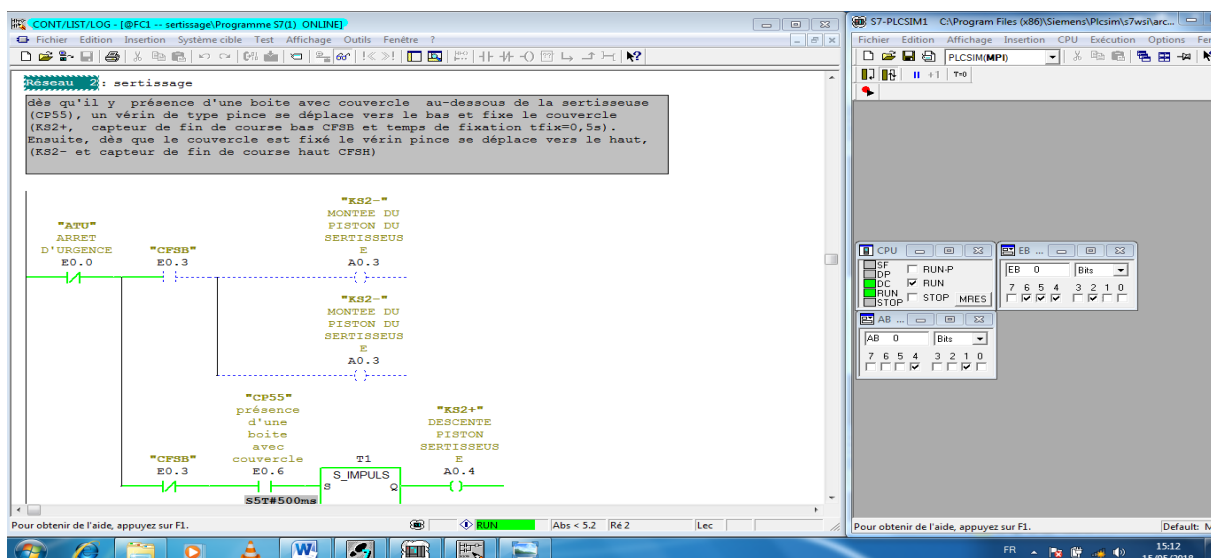 CONT/LIST/LOG - [@FC1 -- sertissage\Programme S7(1) ONLINE]
Fichier Edition Insertion Système cible Test Affichage Outils Fenêtre ?
Réseau 2 : sertissage
dès qu'il y présence d'une boite avec couvercle au-dessous de la sertisseuse
(CP55), un vérin de type pince se déplace vers le bas et fixe le couvercle
(KS2+, capteur de fin de course bas CFSB et temps de fixation tfix=0,5s).
Ensuite, dès que le couvercle est fixé le vérin pince se déplace vers le haut,
(KS2- et capteur de fin de course haut CFSH)
"ATU"
ARRET
D'URGENCE
E0.0
"CFSB"
E0.3
"KS2-"
MONTEE DU
PISTON DU
SERTISSEUS
E
A0.3
"KS2-"
MONTEE DU
PISTON DU
SERTISSEUS
E
A0.3
"CFSB"
E0.3
"CP55"
présence
d'une
boite
avec
couvercle
E0.6
T1
S_IMPULS
S Q
S5T#500ms
"KS2+"
DESCENTE
PISTON
SERTISSEUS
E
A0.4
Pour obtenir de l'aide, appuyez sur F1.
RUN
Abs < 5.2
Ré 2
Lec
S7-PLCSIM1 C:\Program Files (x86)\Siemens\Plcsim\s7wsi\arc...
Fichier Edition Affichage Insertion CPU Exécution Options Fe
PLCSIM(MPI)
+1 T=0
CPU
SF
DP
DC
RUN
STOP
RUN-P
RUN
STOP
MRES
EB ...
EB 0 Bits
7 6 5 4 3 2 1 0
AB ...
AB 0 Bits
7 6 5 4 3 2 1 0
Pour obtenir de l'aide, appuyez sur F1.
Default: M
FR
15:12
15/05/2018